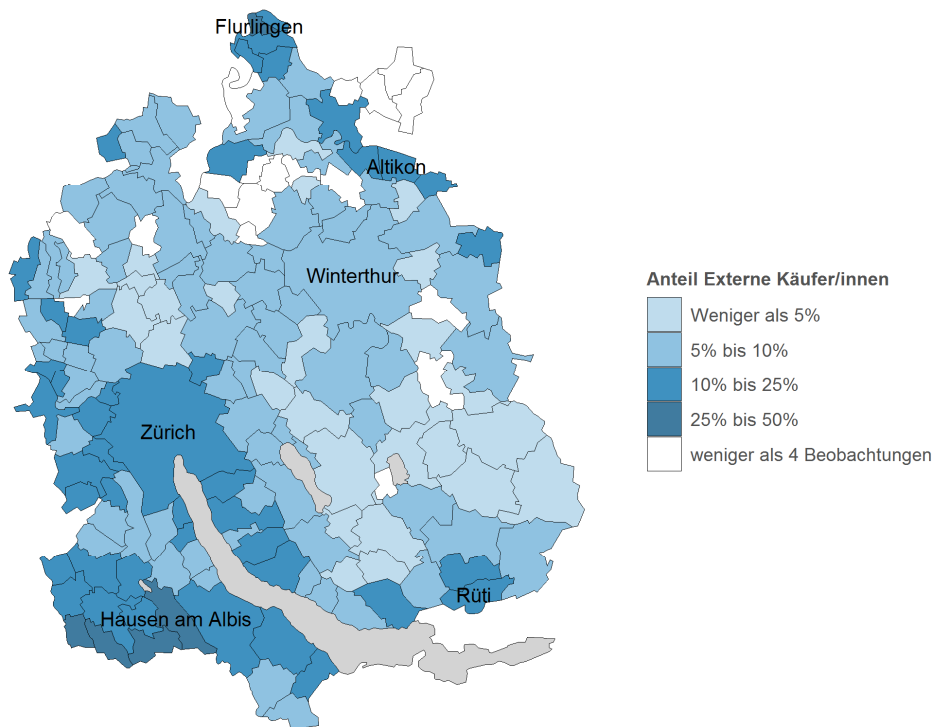 Flurlingen
Altikon
Winterthur
Zürich
Rüti
Hausen am Albis
Anteil Externe Käufer/innen
Weniger als 5%
5% bis 10%
10% bis 25%
25% bis 50%
weniger als 4 Beobachtungen